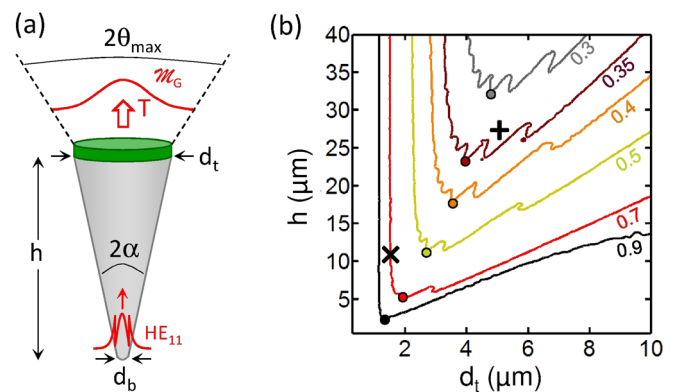 (a)
2θmax
ℳG
T
dt
h
2α
HE11
db
(b)
h (μm)
40
35
30
25
20
15
10
5
0.3
0.35
0.4
0.5
0.7
0.9
2 4 6 8 10
dt (μm)